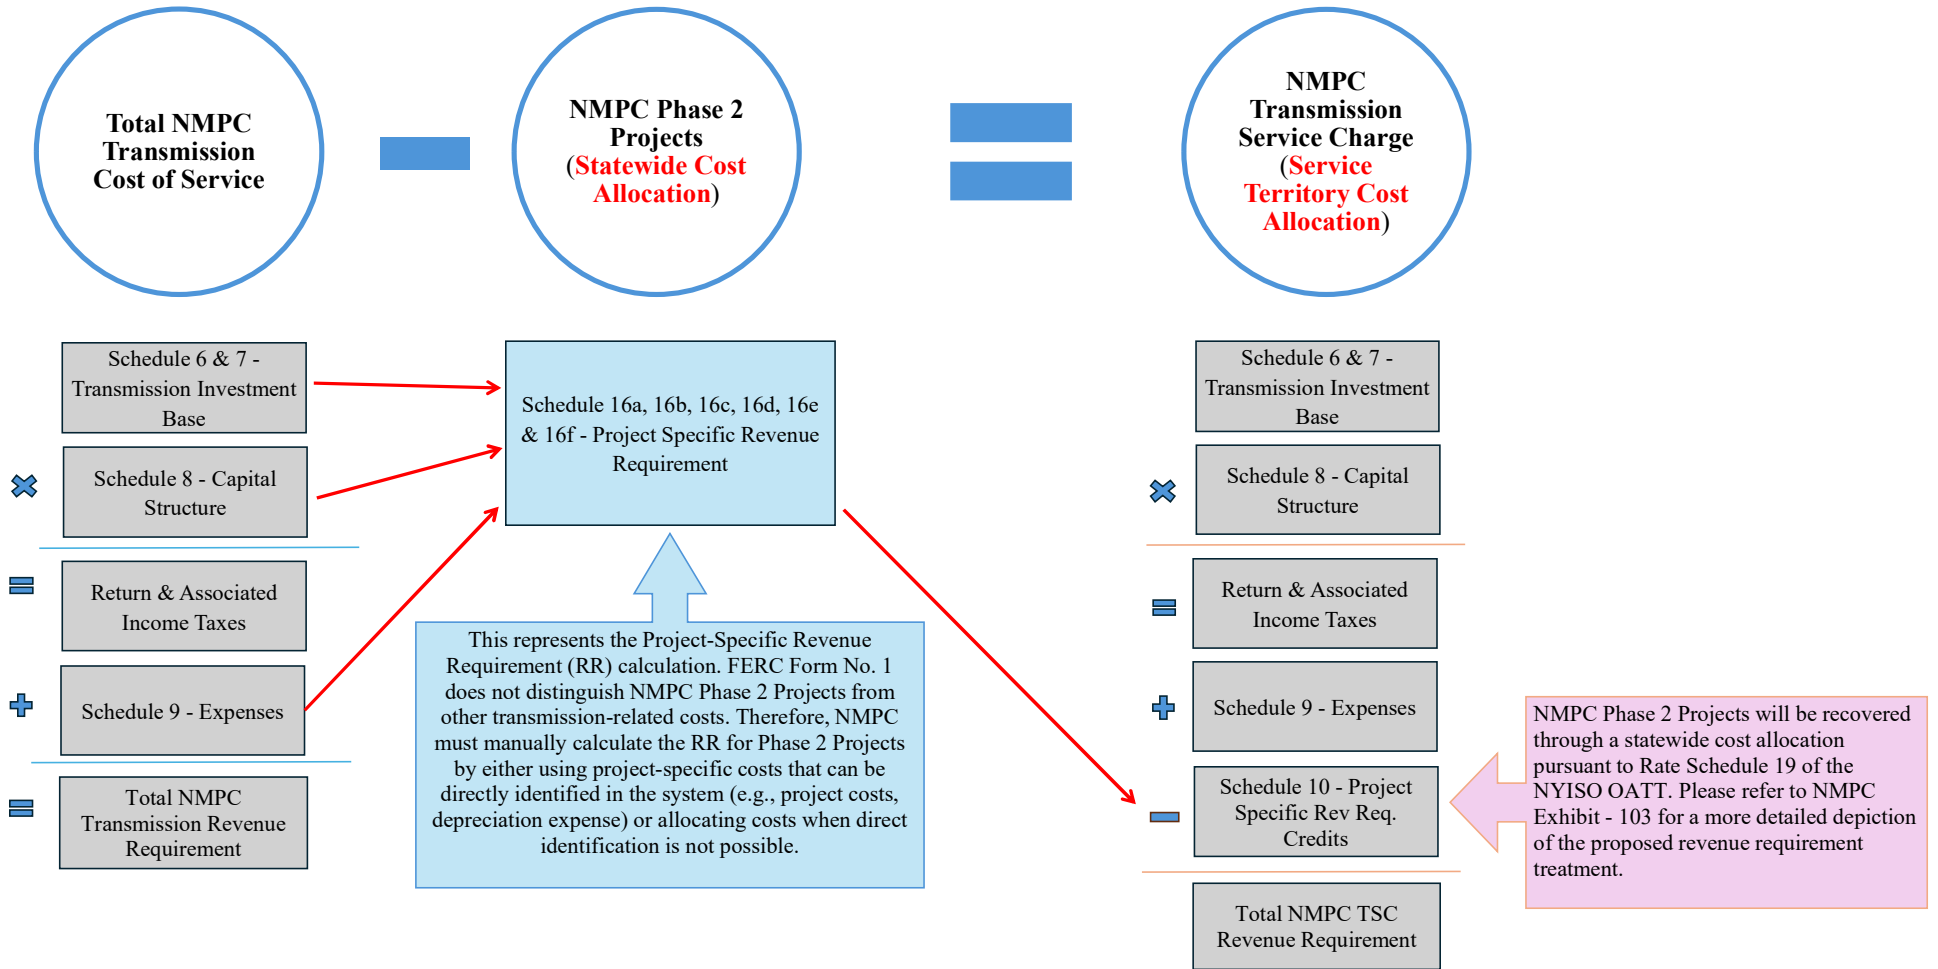 Total NMPC
Transmission
Cost of Service
NMPC Phase 2
Projects
(Statewide Cost
Allocation)
NMPC
Transmission
Service Charge
(Service
Territory Cost
Allocation)
Schedule 6 & 7 -
Transmission Investment
Base
Schedule 8 - Capital
Structure
Return & Associated
Income Taxes
Schedule 9 - Expenses
Total NMPC
Transmission Revenue
Requirement
Schedule 16a, 16b, 16c, 16d, 16e
& 16f - Project Specific Revenue
Requirement
This represents the Project-Specific Revenue
Requirement (RR) calculation. FERC Form No. 1
does not distinguish NMPC Phase 2 Projects from
other transmission-related costs. Therefore, NMPC
must manually calculate the RR for Phase 2 Projects
by either using project-specific costs that can be
directly identified in the system (e.g., project costs,
depreciation expense) or allocating costs when direct
identification is not possible.
Schedule 6 & 7 -
Transmission Investment
Base
Schedule 8 - Capital
Structure
Return & Associated
Income Taxes
Schedule 9 - Expenses
Schedule 10 - Project
Specific Rev Req.
Credits
Total NMPC TSC
Revenue Requirement
NMPC Phase 2 Projects will be recovered
through a statewide cost allocation
pursuant to Rate Schedule 19 of the
NYISO OATT. Please refer to NMPC
Exhibit - 103 for a more detailed depiction
of the proposed revenue requirement
treatment.